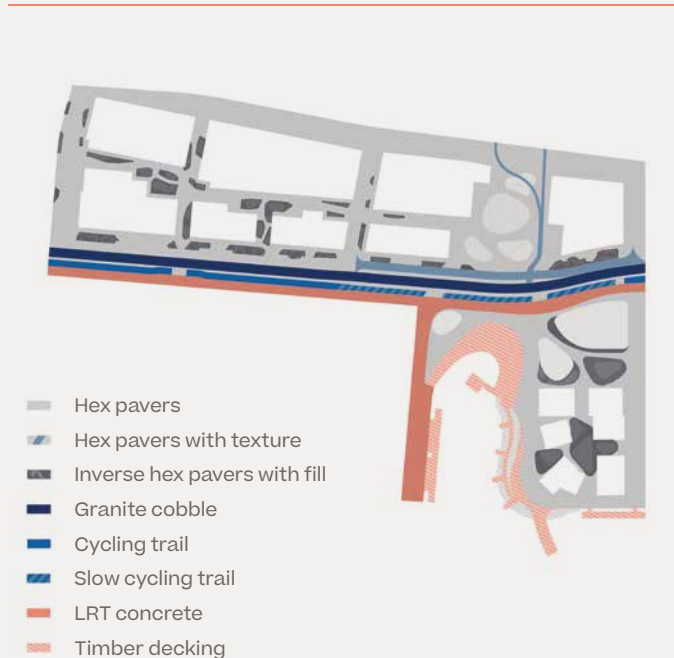 Hex pavers
Hex pavers with texture
Inverse hex pavers with fill
Granite cobble
Cycling trail
Slow cycling trail
LRT concrete
Timber decking